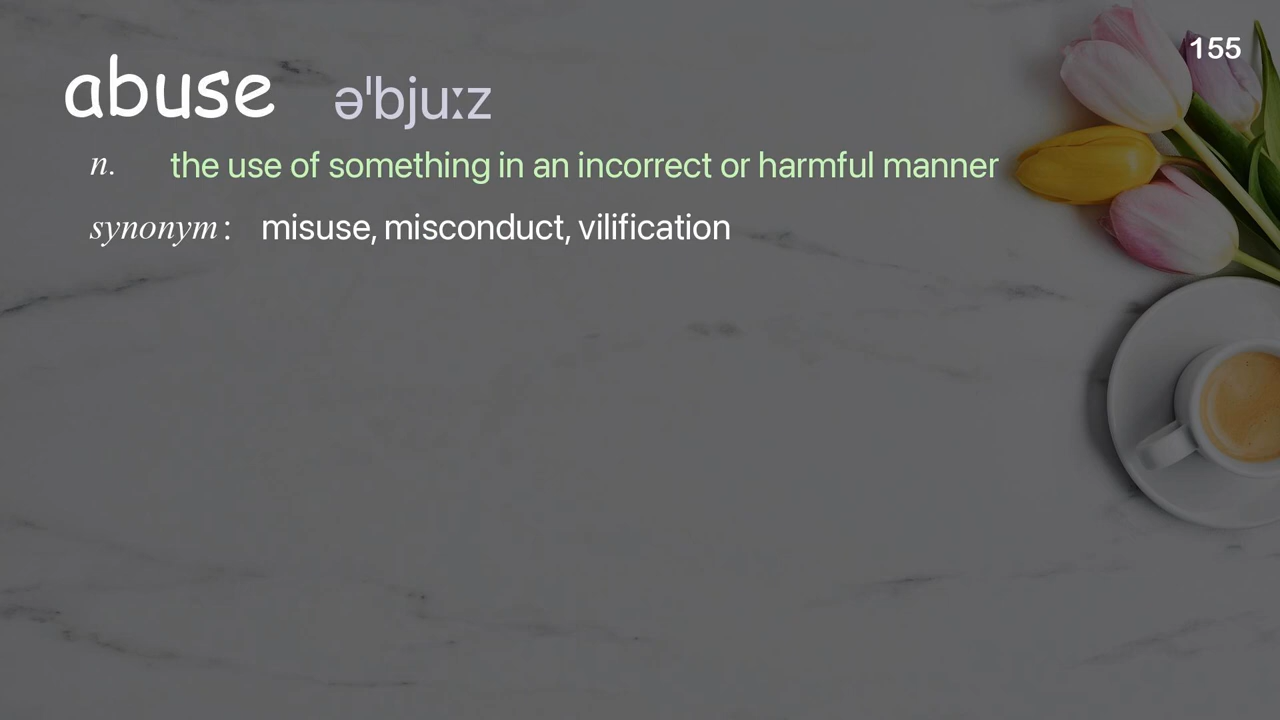 155
abuse əˈbjuːz
n. the use of something in an incorrect or harmful manner
synonym : misuse, misconduct, vilification